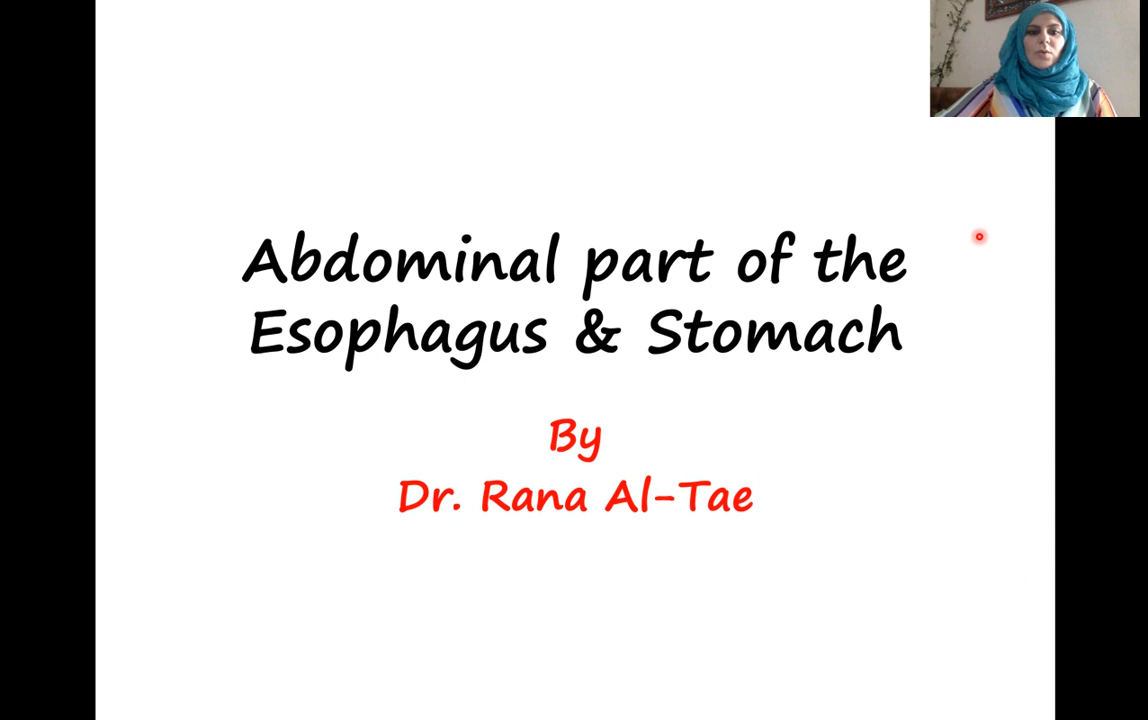 Abdominal part of the
Esophagus & Stomach
By
Dr. Rana Al-Tae